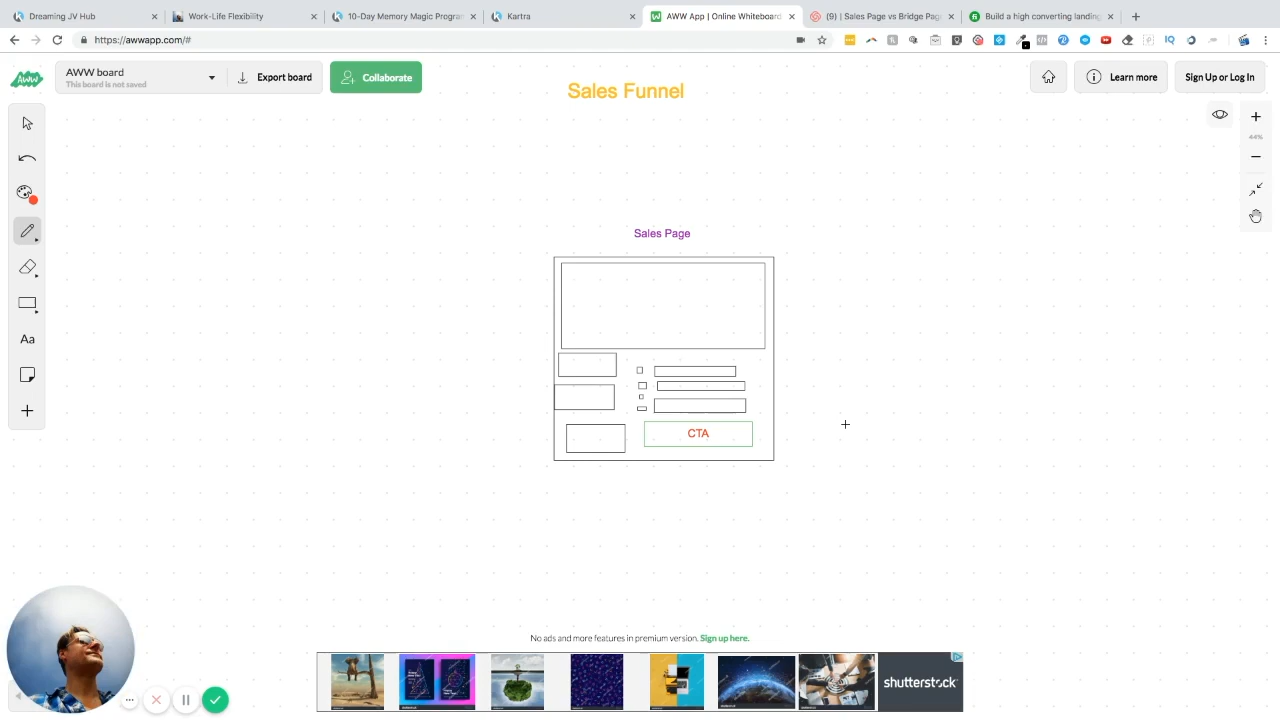 Dreaming JV Hub
Work-Life Flexibility
10-Day Memory Magic Program
Kartra
AWW App | Online Whiteboard
(9) | Sales Page vs Bridge Page
Build a high converting landing
https://awwapp.com/#
AWW
AWW board
This board is not saved
Export board
Collaborate
Learn more
Sign Up or Log In
Sales Funnel
44%
Aa
Sales Page
CTA
No ads and more features in premium version. Sign up here.
shutterstock